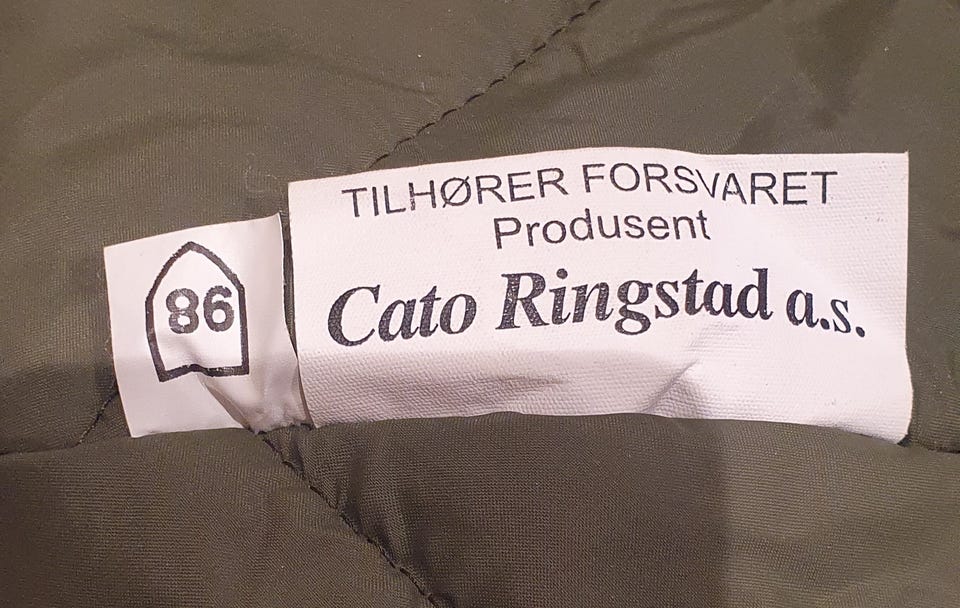 86
TILHØRER FORSVARET
Produsent
Cato Ringstad a.s.